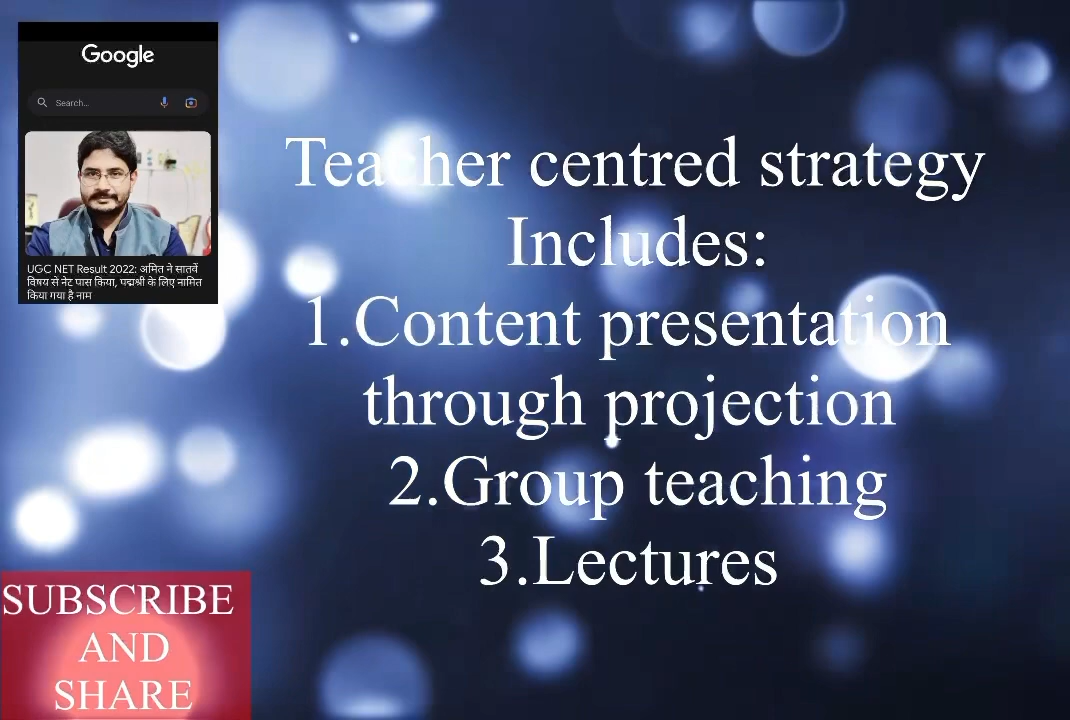 Google
Search...
UGC NET Result 2022: अमित ने सातवें
विषय से नेट पास किया, पद्मश्री के लिए नामित
किया गया है नाम
Teacher centred strategy
Includes:
1.Content presentation
through projection
2.Group teaching
3.Lectures
SUBSCRIBE
AND
SHARE